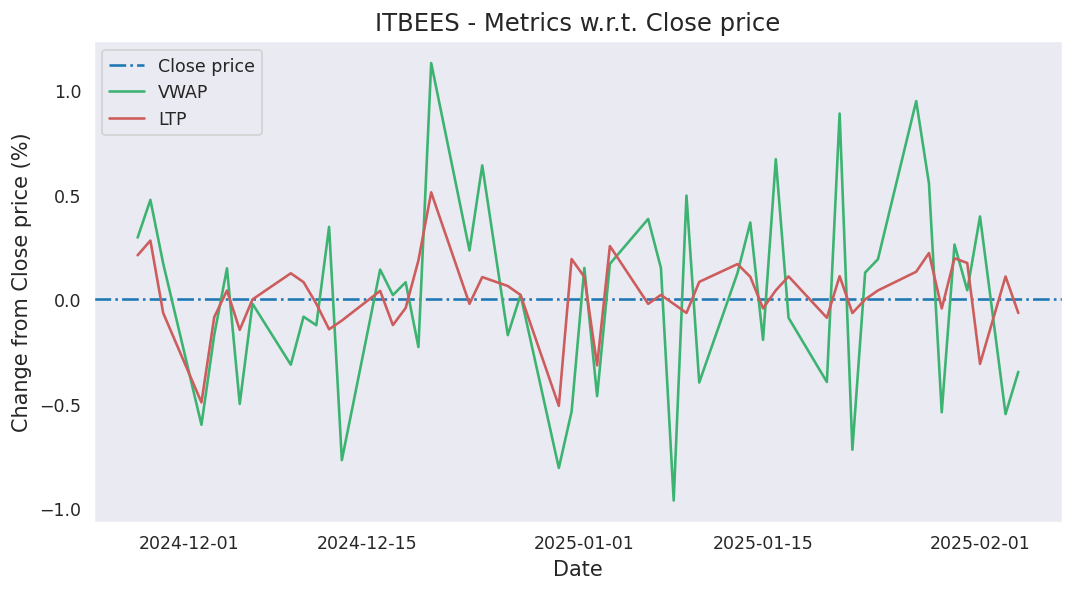 ITBEES - Metrics w.r.t. Close price
Close price
VWAP
LTP
Change from Close price (%)
1.0
0.5
0.0
−0.5
−1.0
2024-12-01
2024-12-15
2025-01-01
2025-01-15
2025-02-01
Date